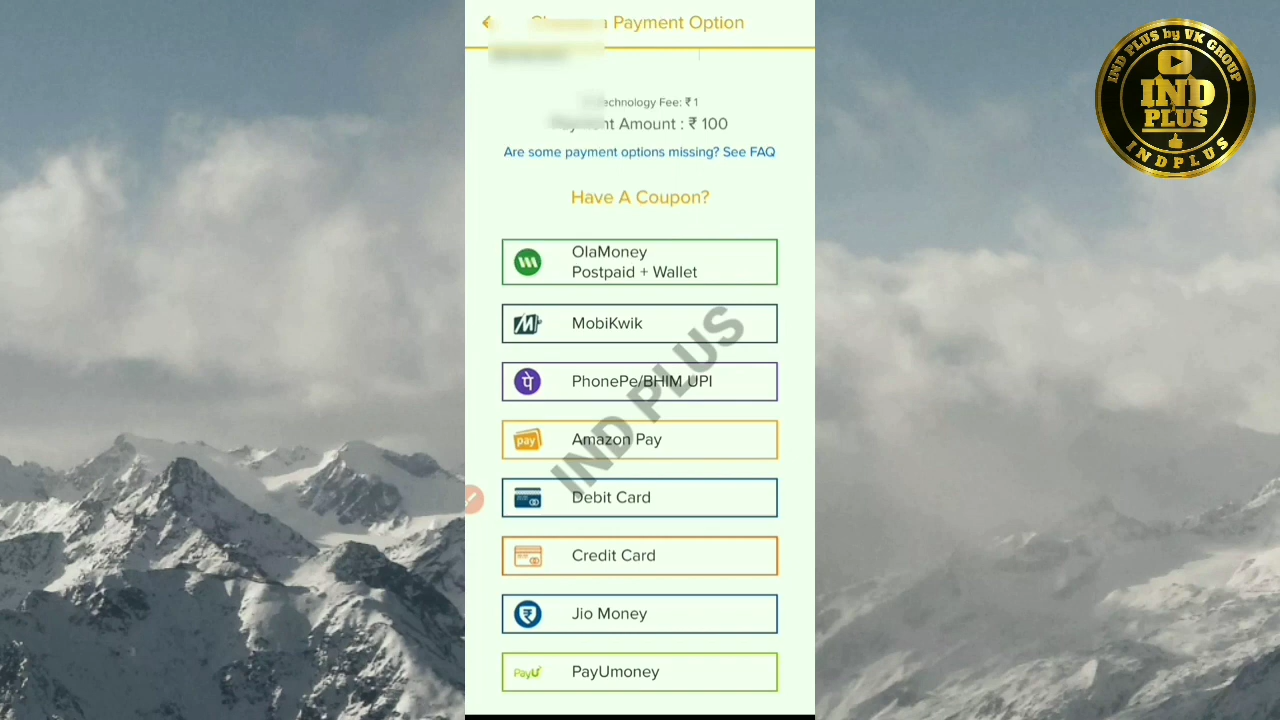 a Payment Option
echnology Fee: ₹ 1
nt Amount : ₹ 100
Are some payment options missing? See FAQ
Have A Coupon?
OlaMoney
Postpaid + Wallet
MobiKwik
पे
PhonePe/BHIM UPI
pay
Amazon Pay
Debit Card
Credit Card
₹
Jio Money
PayU
PayUmoney
IND PLUS
IND PLUS by VK GROUP
IND
PLUS
INDPLUS